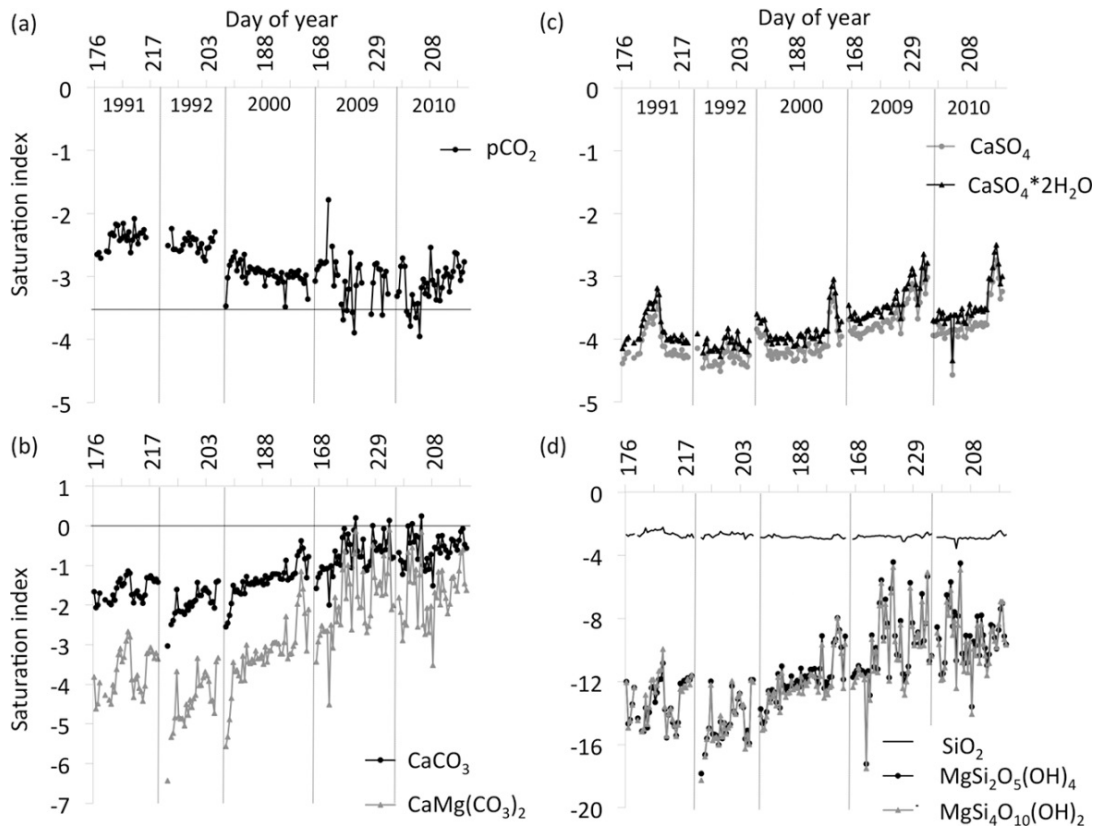 (a)
Day of year
176 217 203 188 168 229 208
0
1991 1992 2000 2009 2010
-1
pCO₂
-2
-3
-4
-5
Saturation index
(c)
Day of year
176 217 203 188 168 229 208
0
1991 1992 2000 2009 2010
-1
CaSO₄
CaSO₄*2H₂O
-2
-3
-4
-5
(b)
176 217 203 188 168 229 208
1
0
-1
-2
-3
-4
-5
-6
-7
Saturation index
CaCO₃
CaMg(CO₃)₂
(d)
176 217 203 188 168 229 208
0
-4
-8
-12
-16
-20
SiO₂
MgSi₂O₅(OH)₄
MgSi₄O₁₀(OH)₂